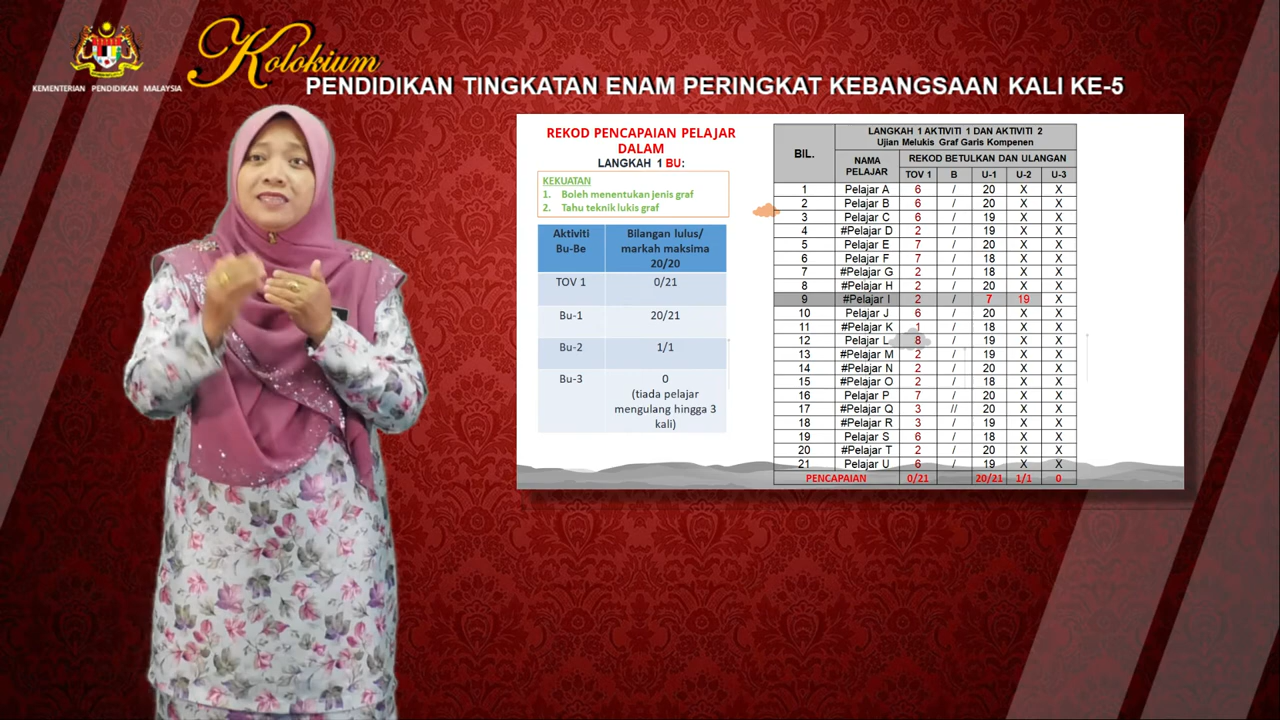 Kolokium
KEMENTERIAN PENDIDIKAN MALAYSIA
PENDIDIKAN TINGKATAN ENAM PERINGKAT KEBANGSAAN KALI KE-5
REKOD PENCAPAIAN PELAJAR
DALAM
LANGKAH 1 BU:
KEKUATAN
1. Boleh menentukan jenis graf
2. Tahu teknik lukis graf
Aktiviti Bu-Be
Bilangan lulus/ markah maksima 20/20
TOV 1 0/21
Bu-1 20/21
Bu-2 1/1
Bu-3 0
(tiada pelajar
mengulang hingga 3
kali)
LANGKAH 1 AKTIVITI 1 DAN AKTIVITI 2
Ujian Melukis Graf Garis Kompenen
BIL.
NAMA PELAJAR
REKOD BETULKAN DAN ULANGAN
TOV 1 B U-1 U-2 U-3
1 Pelajar A 6 / 20 X X
2 Pelajar B 6 / 20 X X
3 Pelajar C 6 / 19 X X
4 #Pelajar D 2 / 19 X X
5 Pelajar E 7 / 20 X X
6 Pelajar F 7 / 18 X X
7 #Pelajar G 2 / 18 X X
8 #Pelajar H 2 / 20 X X
9 #Pelajar I 2 / 7 19 X
10 Pelajar J 6 / 20 X X
11 #Pelajar K 1 / 18 X X
12 Pelajar L 8 / 19 X X
13 #Pelajar M 2 / 19 X X
14 #Pelajar N 2 / 20 X X
15 #Pelajar O 2 / 18 X X
16 Pelajar P 7 / 20 X X
17 #Pelajar Q 3 // 20 X X
18 #Pelajar R 3 / 19 X X
19 Pelajar S 6 / 18 X X
20 #Pelajar T 2 / 20 X X
21 Pelajar U 6 / 19 X X
PENCAPAIAN 0/21 20/21 1/1 0